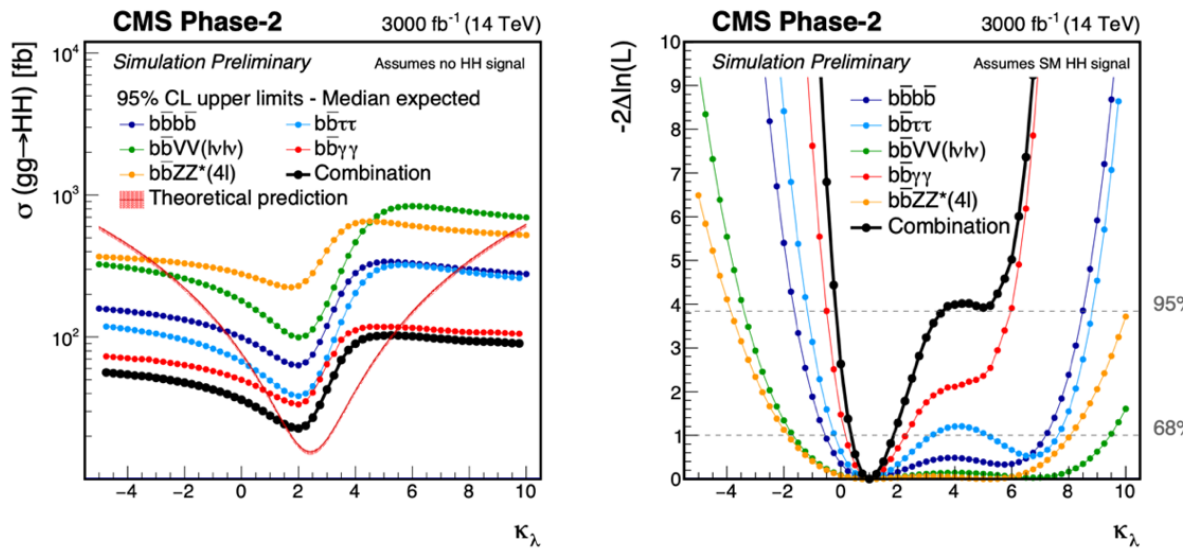 CMS Phase-2 3000 fb⁻¹ (14 TeV)
Simulation Preliminary Assumes no HH signal
95% CL upper limits - Median expected
bb̅bb̅ bb̅ττ
bb̅VV(lνlν) bb̅γγ
bb̅ZZ*(4l) Combination
Theoretical prediction
σ (gg→HH) [fb]
10⁴
10³
10²
−4 −2 0 2 4 6 8 10
κλ
CMS Phase-2 3000 fb⁻¹ (14 TeV)
Simulation Preliminary Assumes SM HH signal
bb̅bb̅
bb̅ττ
bb̅VV(lνlν)
bb̅γγ
bb̅ZZ*(4l)
Combination
-2Δln(L)
10
9
8
7
6
5
4
3
2
1
0
95%
68%
−4 −2 0 2 4 6 8 10
κλ